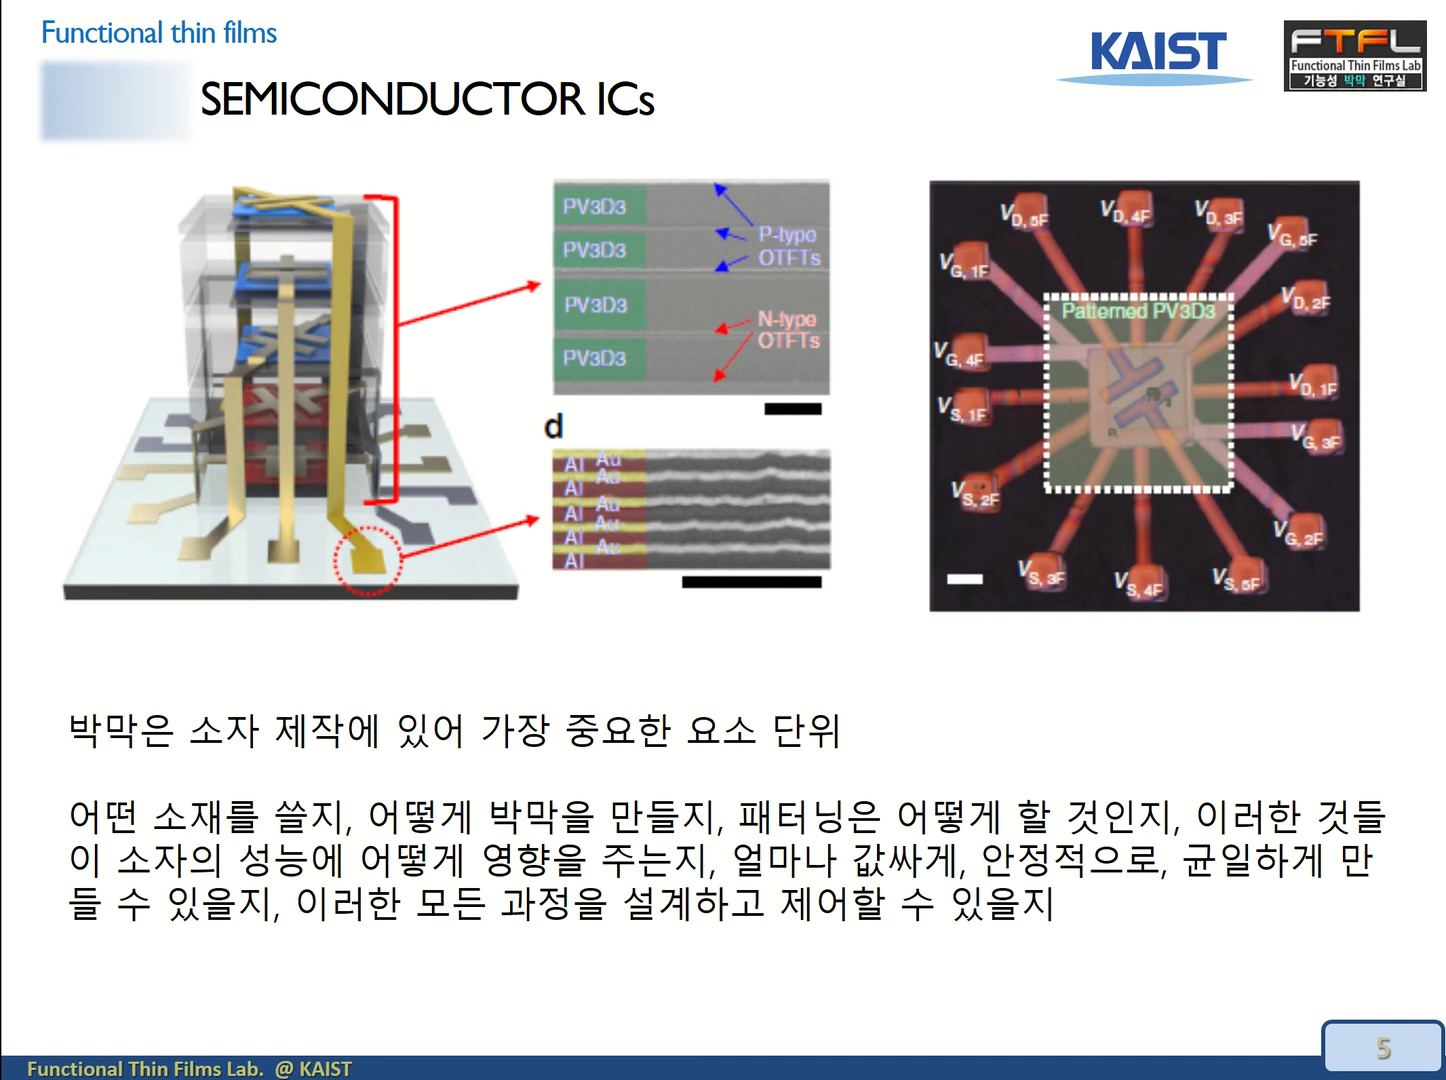 Functional thin films
SEMICONDUCTOR ICs
KAIST
FTFL
Functional Thin Films Lab
기능성 박막 연구실
PV3D3
PV3D3
PV3D3
PV3D3
P-type
OTFTs
N-type
OTFTs
d
Al Au
Au
Al
Au
Al
Au
Al
Au
Al
VD, 5F
VD, 4F
VD, 3F
VG, 5F
VG, 1F
VD, 2F
Patterned PV3D3
VG, 4F
VD, 1F
VS, 1F
VG, 3F
VS, 2F
VG, 2F
VS, 3F
VS, 4F
VS, 5F
박막은 소자 제작에 있어 가장 중요한 요소 단위
어떤 소재를 쓸지, 어떻게 박막을 만들지, 패터닝은 어떻게 할 것인지, 이러한 것들
이 소자의 성능에 어떻게 영향을 주는지, 얼마나 값싸게, 안정적으로, 균일하게 만
들 수 있을지, 이러한 모든 과정을 설계하고 제어할 수 있을지
5
Functional Thin Films Lab. @ KAIST